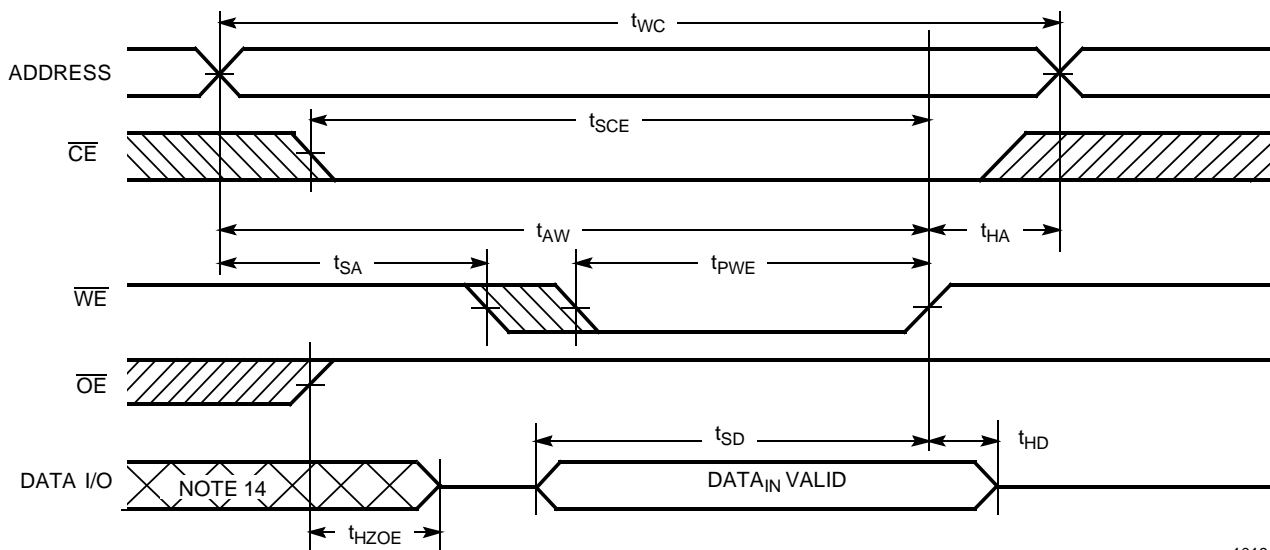 tWC
ADDRESS
tSCE
CE
tAW
tHA
tSA
tPWE
WE
OE
tSD
tHD
DATA I/O
NOTE 14
DATAIN VALID
tHZOE